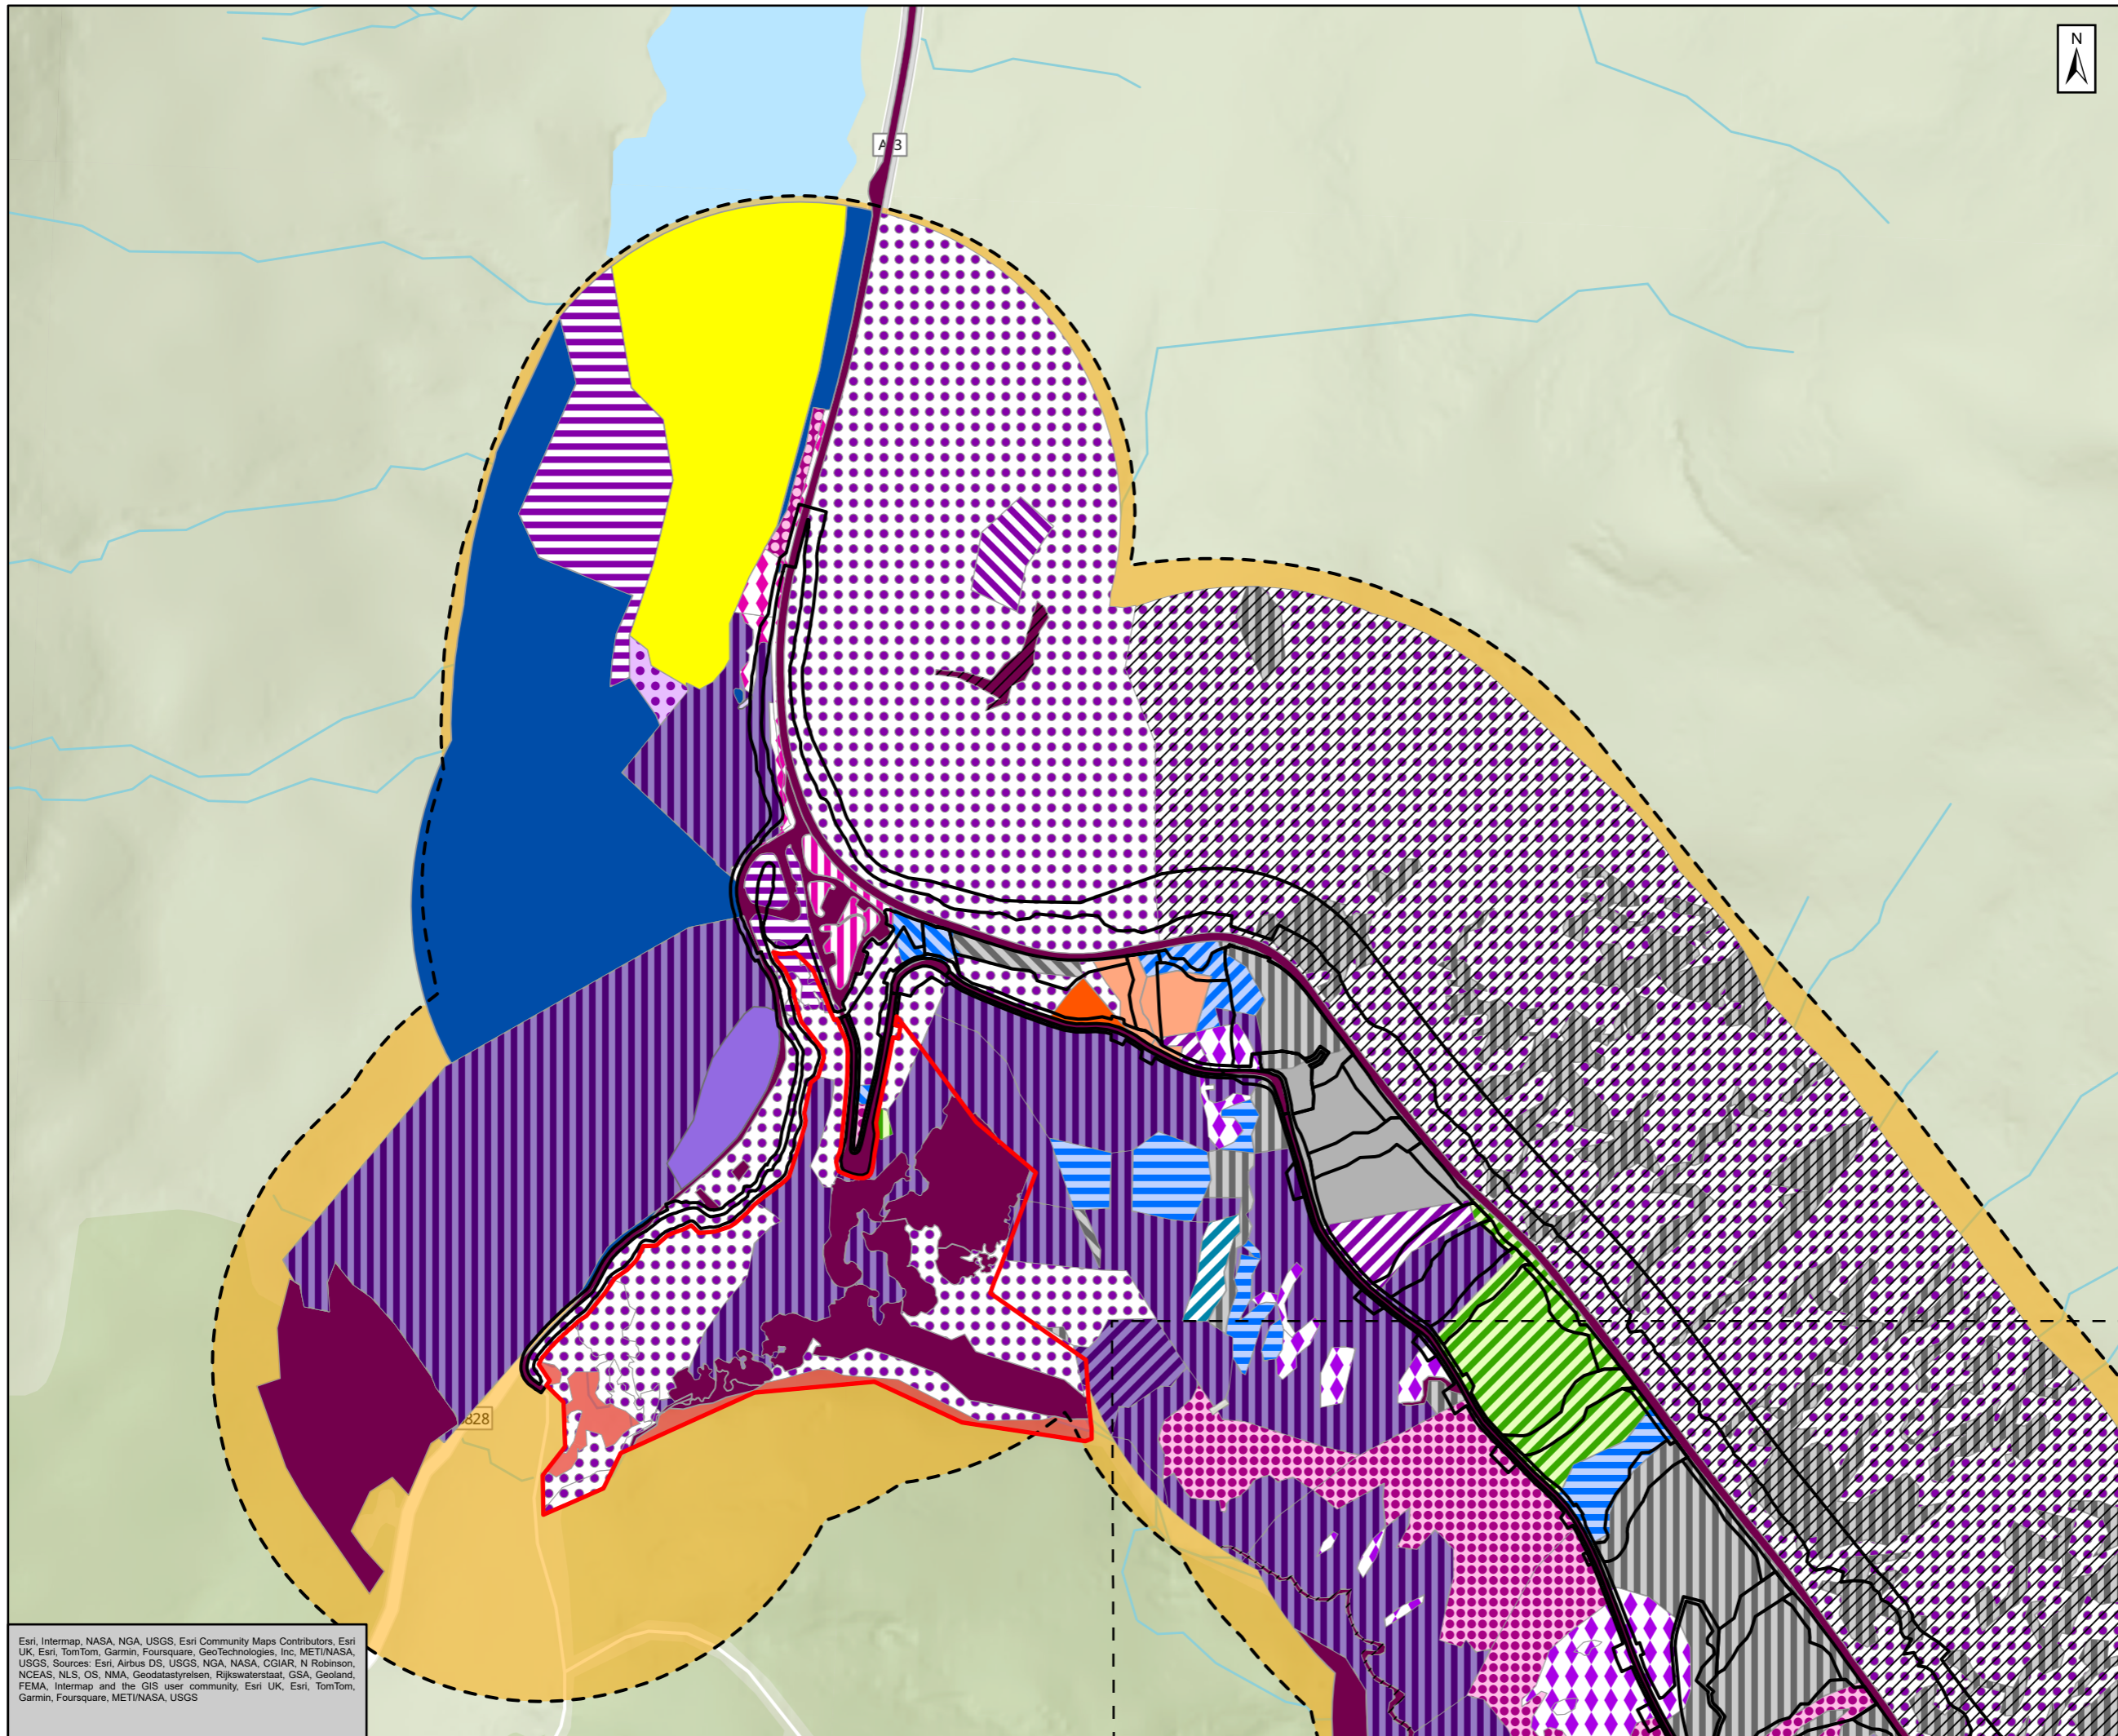 N
828
Esri, Intermap, NASA, NGA, USGS, Esri Community Maps Contributors, Esri
UK, Esri, TomTom, Garmin, Foursquare, GeoTechnologies, Inc, METI/NASA,
USGS, Sources: Esri, Airbus DS, USGS, NGA, NASA, CGIAR, N Robinson,
NCEAS, NLS, OS, NMA, Geodatastyrelsen, Rijkswaterstaat, GSA, Geoland,
FEMA, Intermap and the GIS user community, Esri UK, Esri, TomTom,
Garmin, Foursquare, METI/NASA, USGS